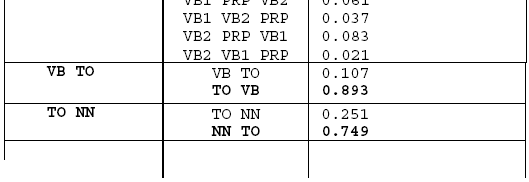 VB1 PRP VB2 0.061
VB1 VB2 PRP 0.037
VB2 PRP VB1 0.083
VB2 VB1 PRP 0.021
VB TO VB TO 0.107
TO VB 0.893
TO NN TO NN 0.251
NN TO 0.749